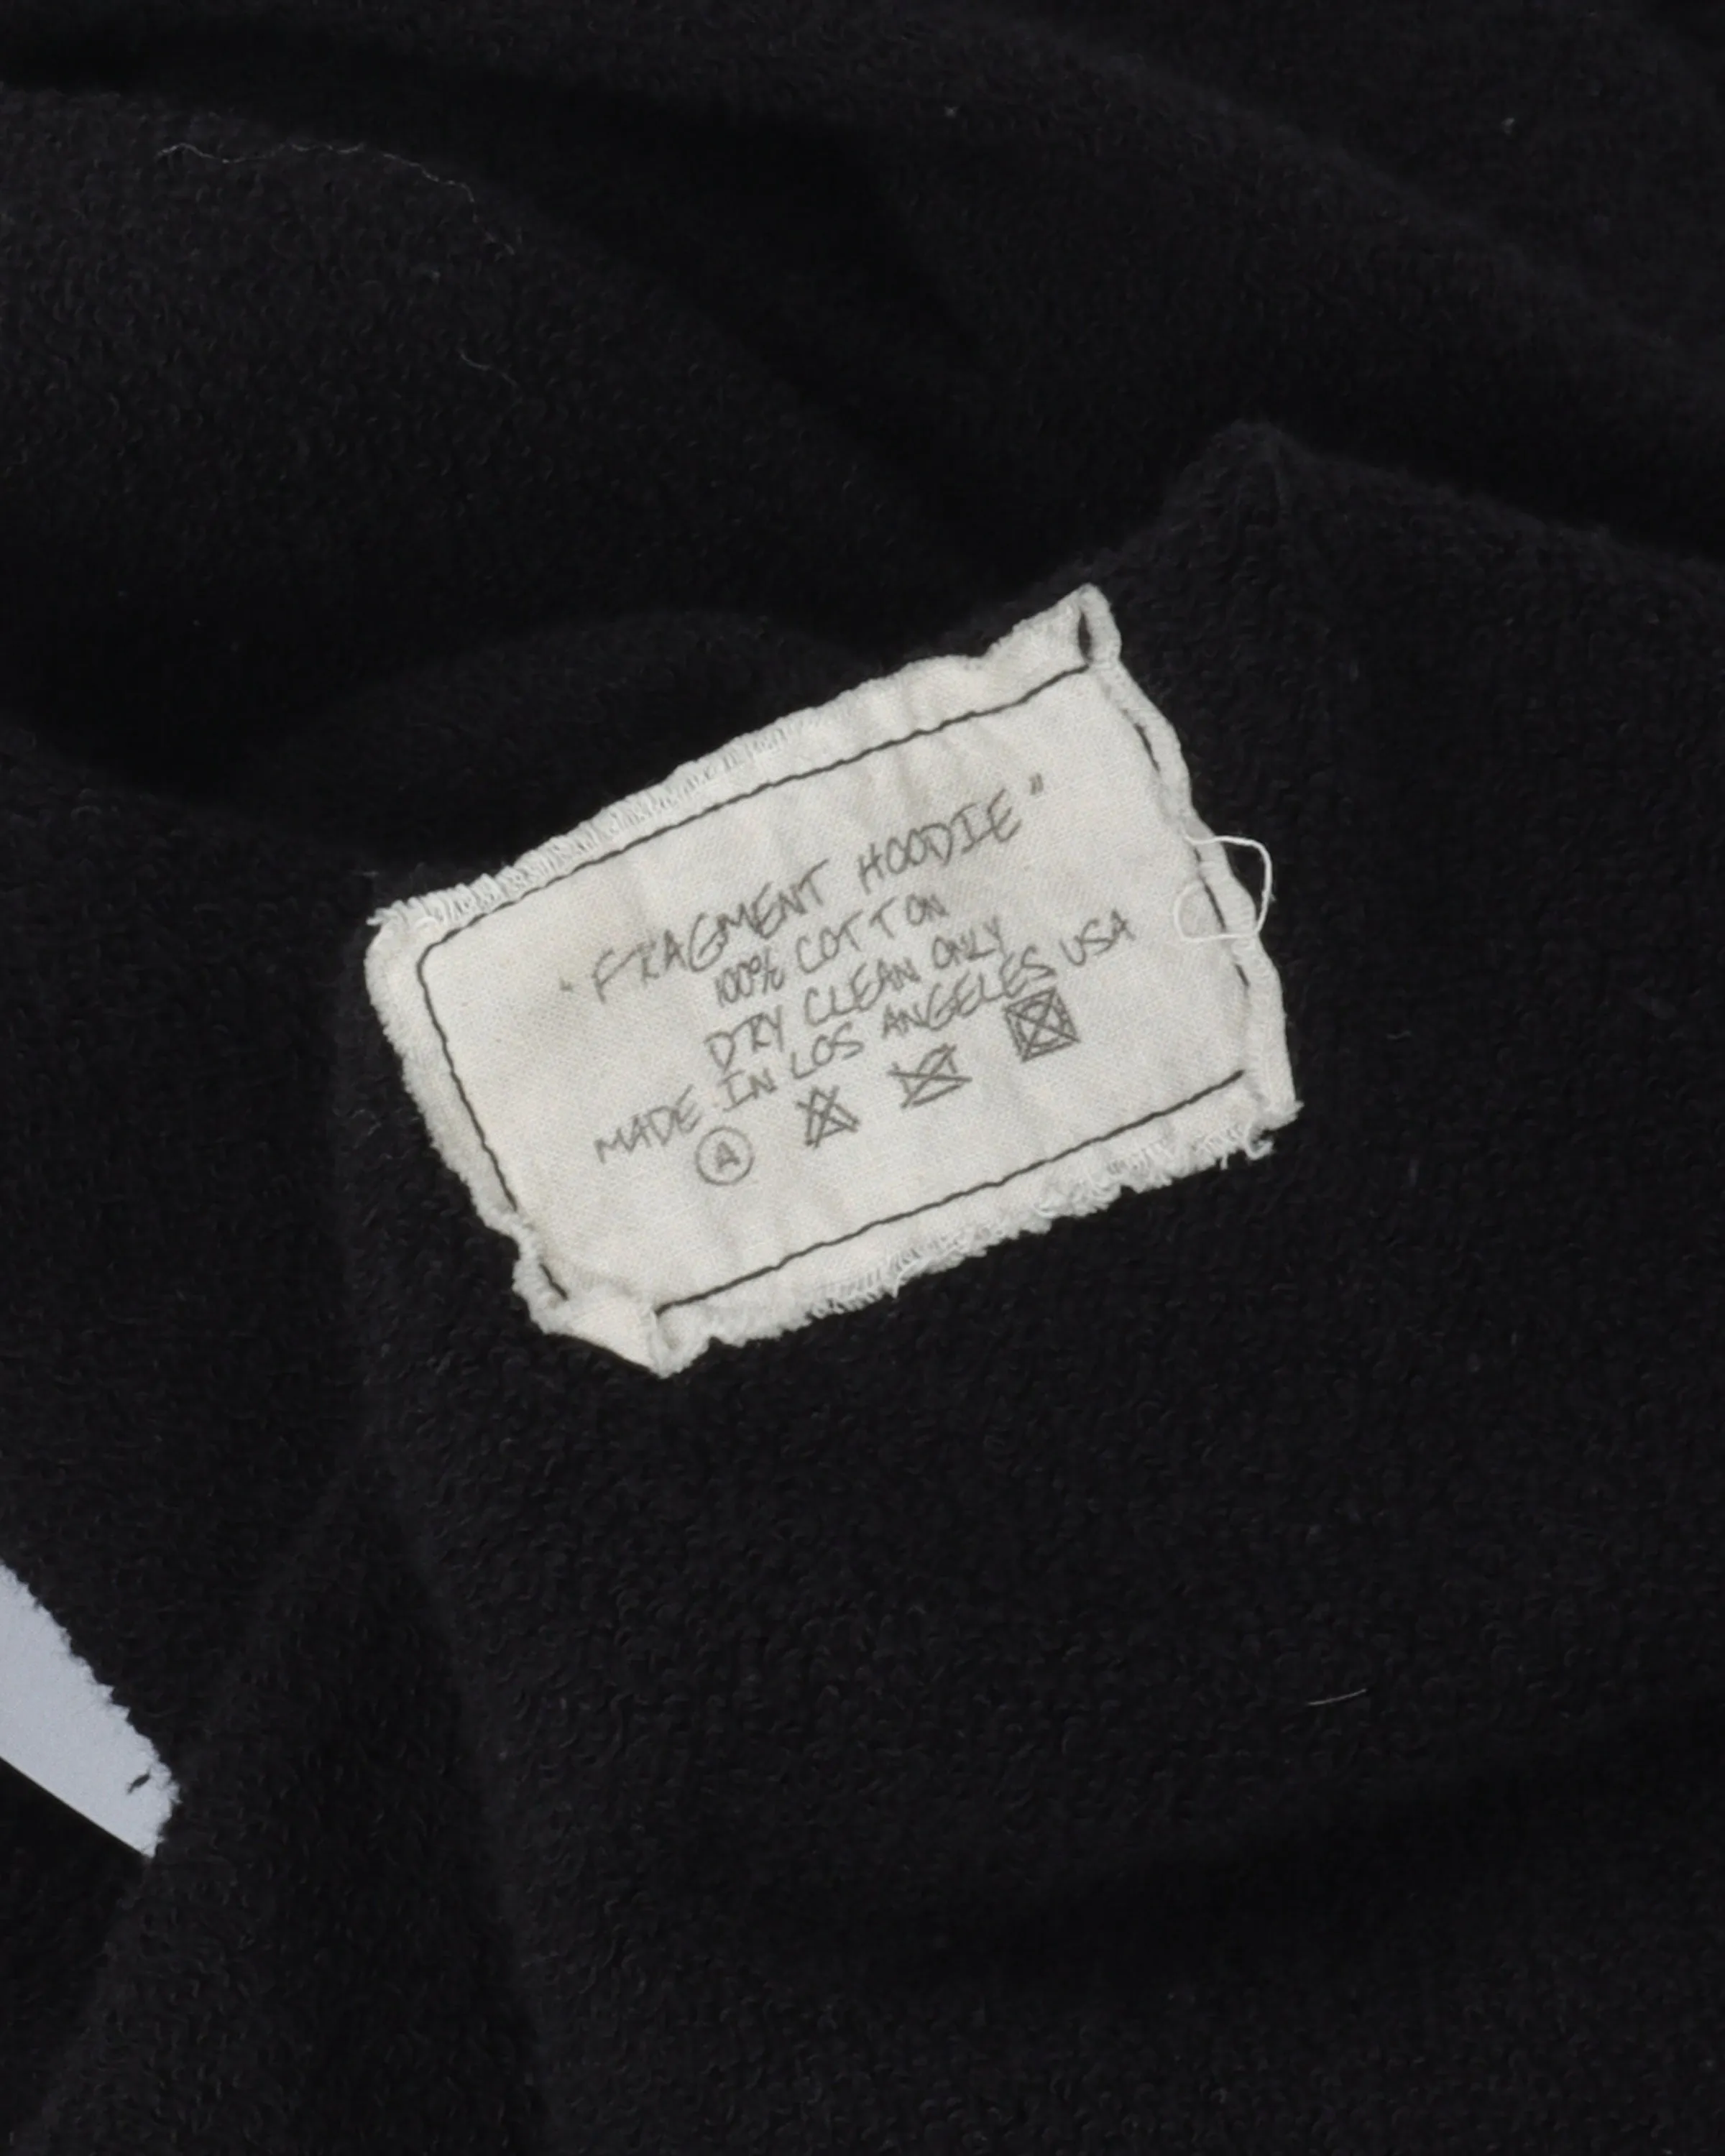 "FRAGMENT HOODIE"
100% COTTON
DRY CLEAN ONLY
MADE IN LOS ANGELES USA
A